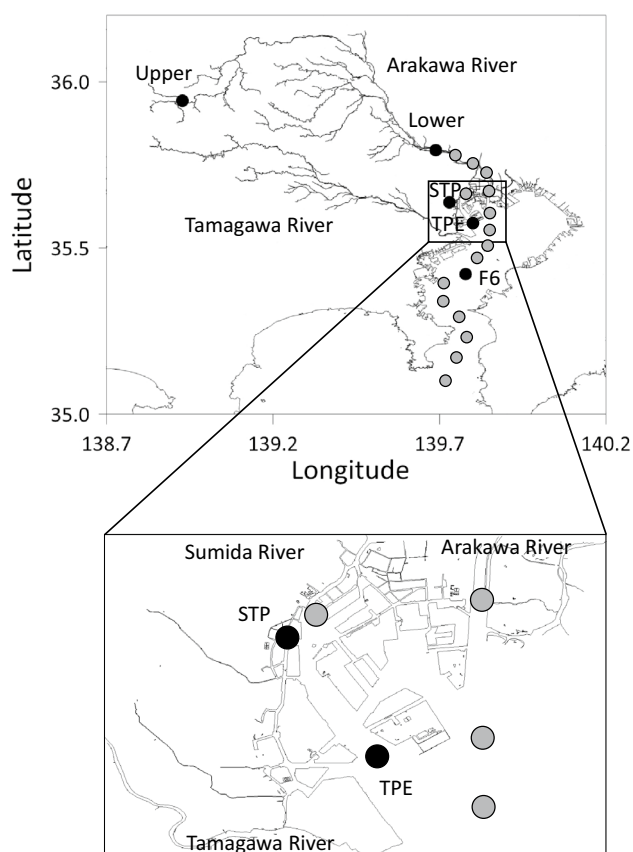 36.0
Upper
Arakawa River
Lower
STP
Tamagawa River
TPE
35.5
F6
35.0
138.7
139.2
139.7
140.2
Latitude
Longitude
Sumida River
Arakawa River
STP
TPE
Tamagawa River